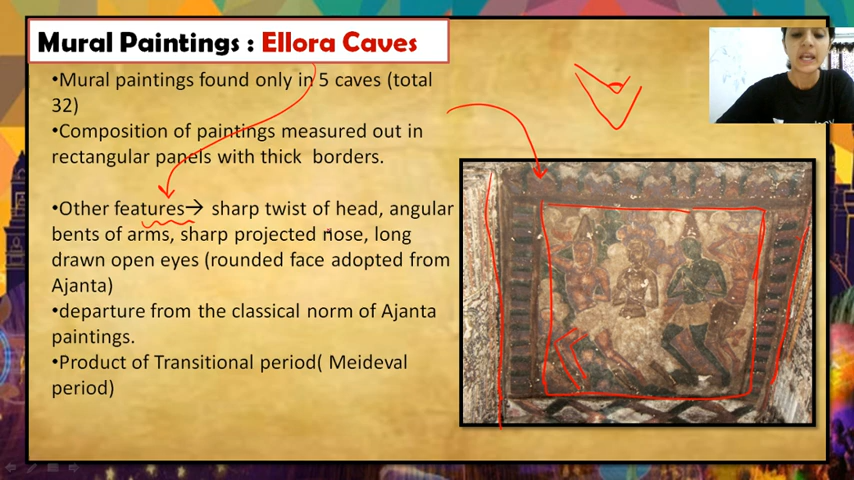 Mural Paintings : Ellora Caves
•Mural paintings found only in 5 caves (total
32)
•Composition of paintings measured out in
rectangular panels with thick borders.
•Other features→ sharp twist of head, angular
bents of arms, sharp projected nose, long
drawn open eyes (rounded face adopted from
Ajanta)
•departure from the classical norm of Ajanta
paintings.
•Product of Transitional period( Meideval
period)